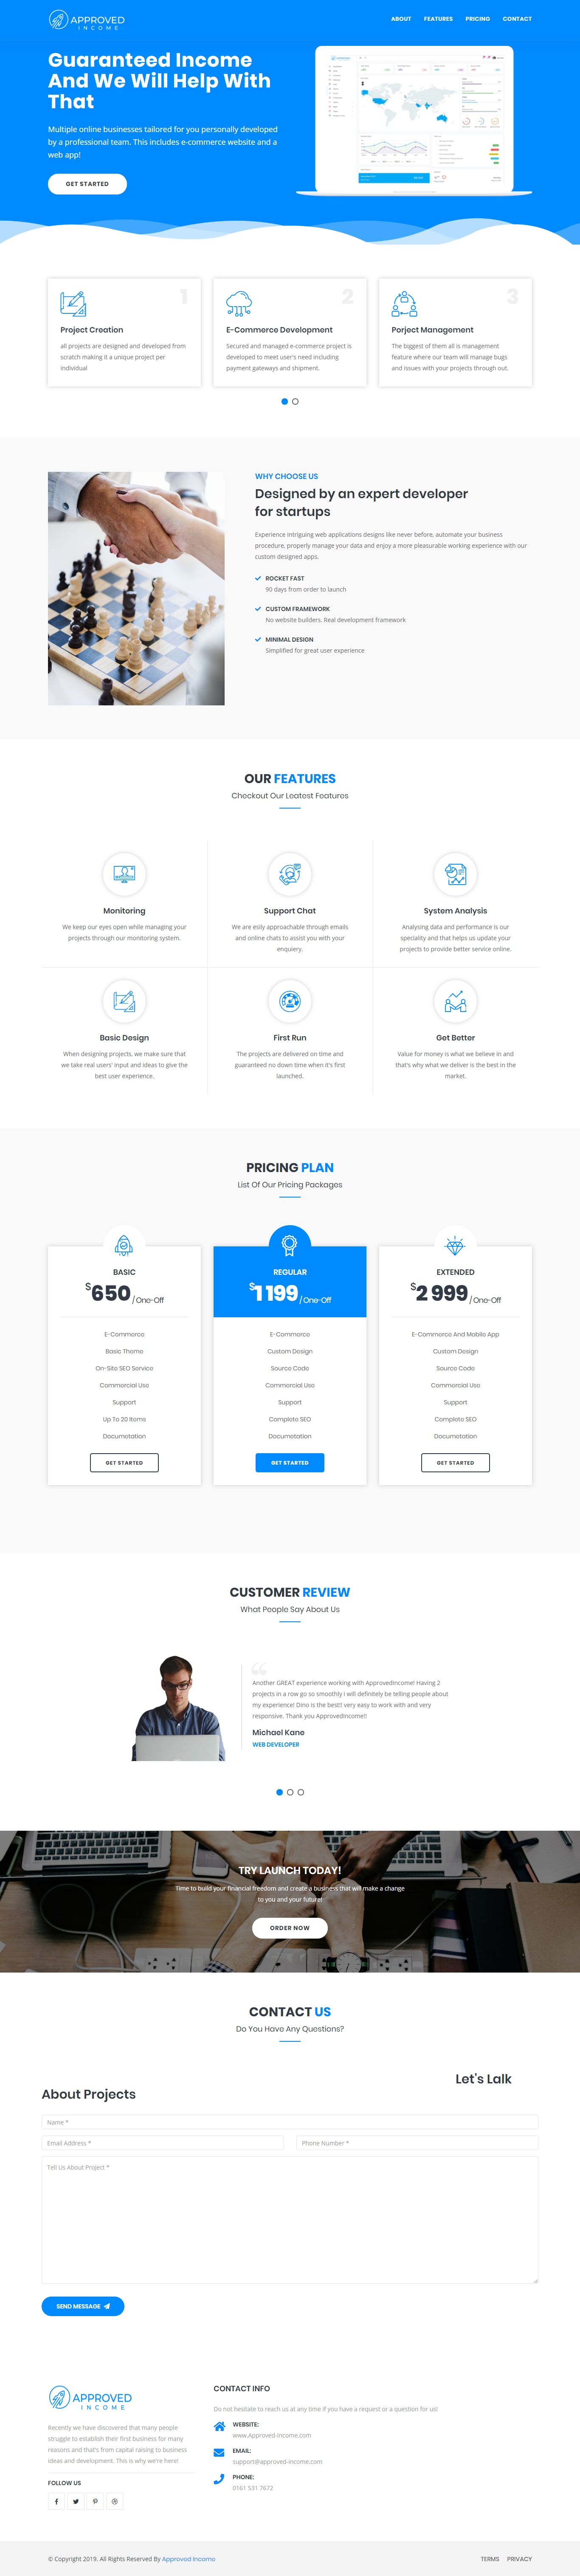 APPROVED
INCOME
ABOUT
FEATURES
PRICING
CONTACT
Guaranteed Income
And We Will Help With
That
Multiple online businesses tailored for you personally developed
by a professional team. This includes e-commerce website and a
web app!
GET STARTED
1
Project Creation
all projects are designed and developed from
scratch making it a unique project per
individual
2
E-Commerce Development
Secured and managed e-commerce project is
developed to meet user's need including
payment gateways and shipment.
3
Porject Management
The biggest of them all is management
feature where our team will manage bugs
and issues with your projects through out.
WHY CHOOSE US
Designed by an expert developer
for startups
Experience intriguing web applications designs like never before, automate your business
procedure, properly manage your data and enjoy a more pleasurable working experience with our
custom designed apps.
ROCKET FAST
90 days from order to launch
CUSTOM FRAMEWORK
No website builders. Real development framework
MINIMAL DESIGN
Simplified for great user experience
OUR FEATURES
Checkout Our Leatest Features
Monitoring
We keep our eyes open while managing your
projects through our monitoring system.
Support Chat
We are esily approachable through emails
and online chats to assist you with your
enquiery.
System Analysis
Analysing data and performance is our
speciality and that helps us update your
projects to provide better service online.
Basic Design
When designing projects, we make sure that
we take real users' input and ideos to give the
best user experience.
First Run
The projects are delivered on time and
guaranteed no down time when it's first
launched.
Get Better
Value for money is what we believe in and
that's why what we deliver is the best in the
market.
PRICING PLAN
List Of Our Pricing Packages
BASIC
$650 / One-Off
E-Commerce
Basic Theme
On-Site SEO Service
Commercial Use
Support
Up To 20 Items
Documetation
GET STARTED
REGULAR
$1 199 / One-Off
E-Commerce
Custom Design
Source Code
Commercial Use
Support
Complete SEO
Documetation
GET STARTED
EXTENDED
$2 999 / One-Off
E-Commerce And Mobile App
Custom Design
Source Code
Commercial Use
Support
Complete SEO
Documetation
GET STARTED
CUSTOMER REVIEW
What People Say About Us
Another GREAT experience working with ApprovedIncome! Having 2
projects in a row go so smoothly i will definitely be telling people about
my experience! Dino is the best!! very easy to work with and very
responsive. Thank you ApprovedIncome!!
Michael Kane
WEB DEVELOPER
TRY LAUNCH TODAY!
Time to build your financial freedom and create a business that will make a change
to you and your future!
ORDER NOW
CONTACT US
Do You Have Any Questions?
Let's Lalk
About Projects
Name *
Email Address *
Phone Number *
Tell Us About Project *
SEND MESSAGE
APPROVED
INCOME
Recently we have discovered that many people
struggle to establish their first business for many
reasons and that's from capital raising to business
ideas and development. This is why we're here!
FOLLOW US
CONTACT INFO
Do not hesitate to reach us at any time if you have a request or a question for us!
WEBSITE:
www.Approved-Income.com
EMAIL:
support@approved-income.com
PHONE:
0161 531 7672
© Copyright 2019. All Rights Reserved By Approved Income
TERMS
PRIVACY